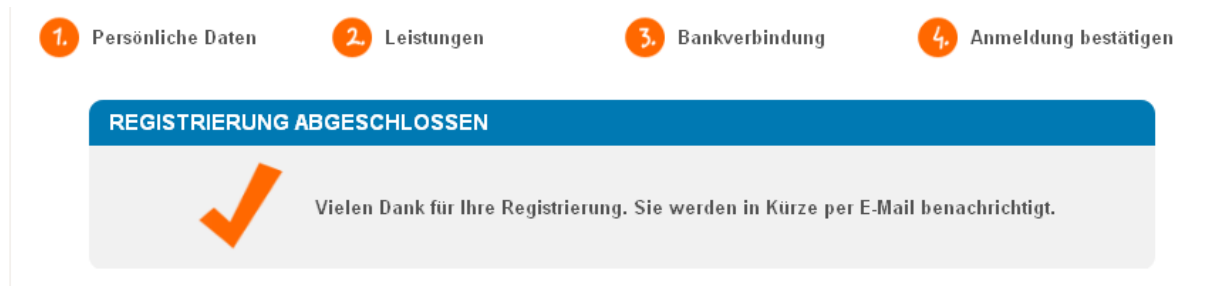 1. Persönliche Daten 2. Leistungen 3. Bankverbindung 4. Anmeldung bestätigen
REGISTRIERUNG ABGESCHLOSSEN
Vielen Dank für Ihre Registrierung. Sie werden in Kürze per E-Mail benachrichtigt.